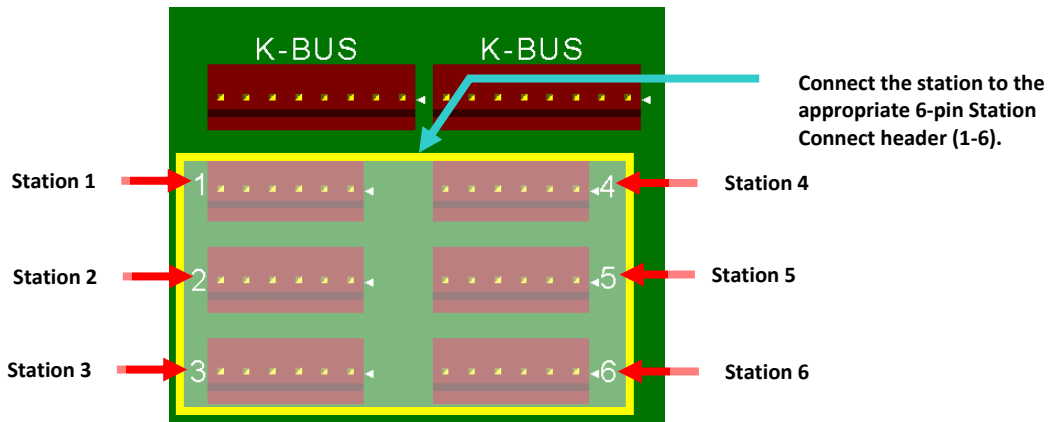 K-BUS K-BUS
Connect the station to the
appropriate 6-pin Station
Connect header (1-6).
Station 1 1 4 Station 4
Station 2 2 5 Station 5
Station 3 3 6 Station 6